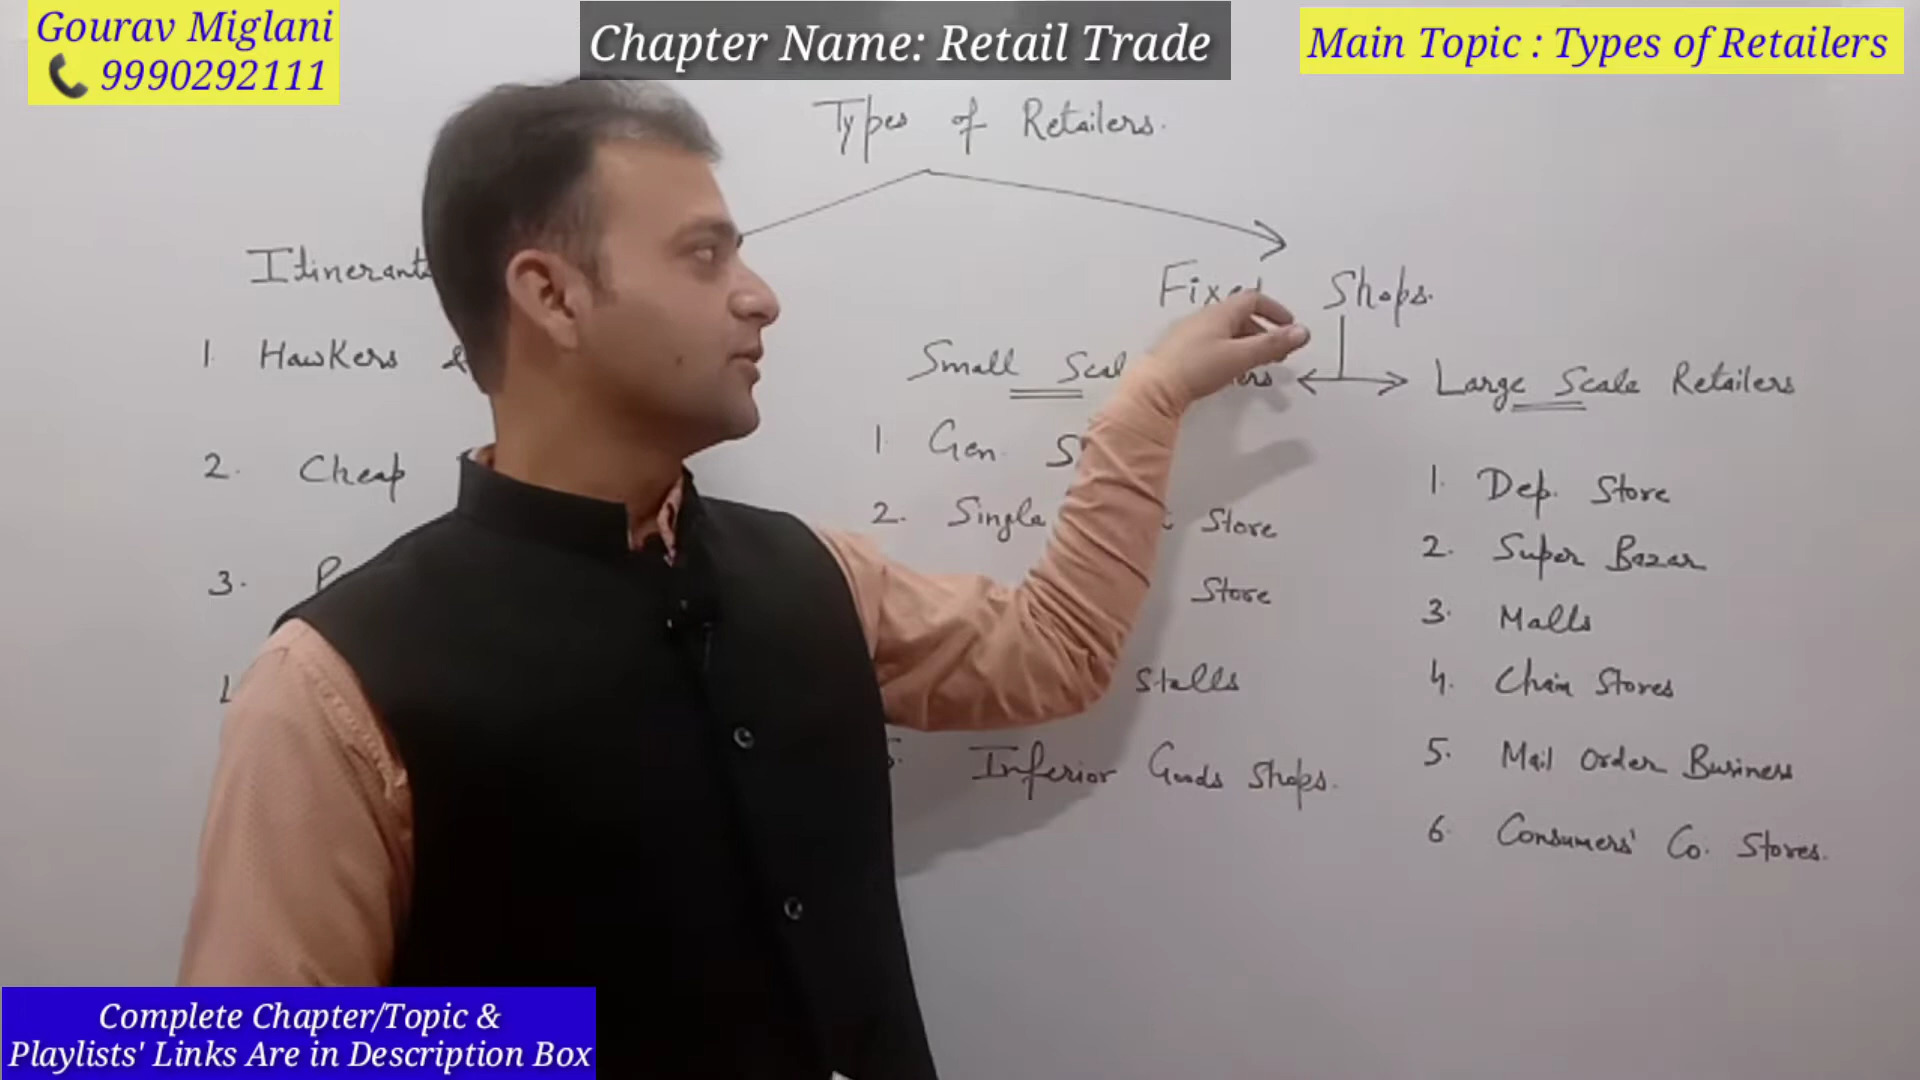 Gourav Miglani
9990292111
Chapter Name: Retail Trade
Main Topic : Types of Retailers
Types of Retailers.
Itinerants
1 Hawkers &
2. Cheap
3.
Fixed Shops.
Small Scale
1 Gen.
2. Single Store
Store
Stalls
Inferior Goods Shops.
Large Scale Retailers
1. Dep. Store
2. Super Bazar
3. Malls
4. Chain Stores
5. Mail Order Business
6. Consumers' Co. Stores.
Complete Chapter/Topic &
Playlists' Links Are in Description Box